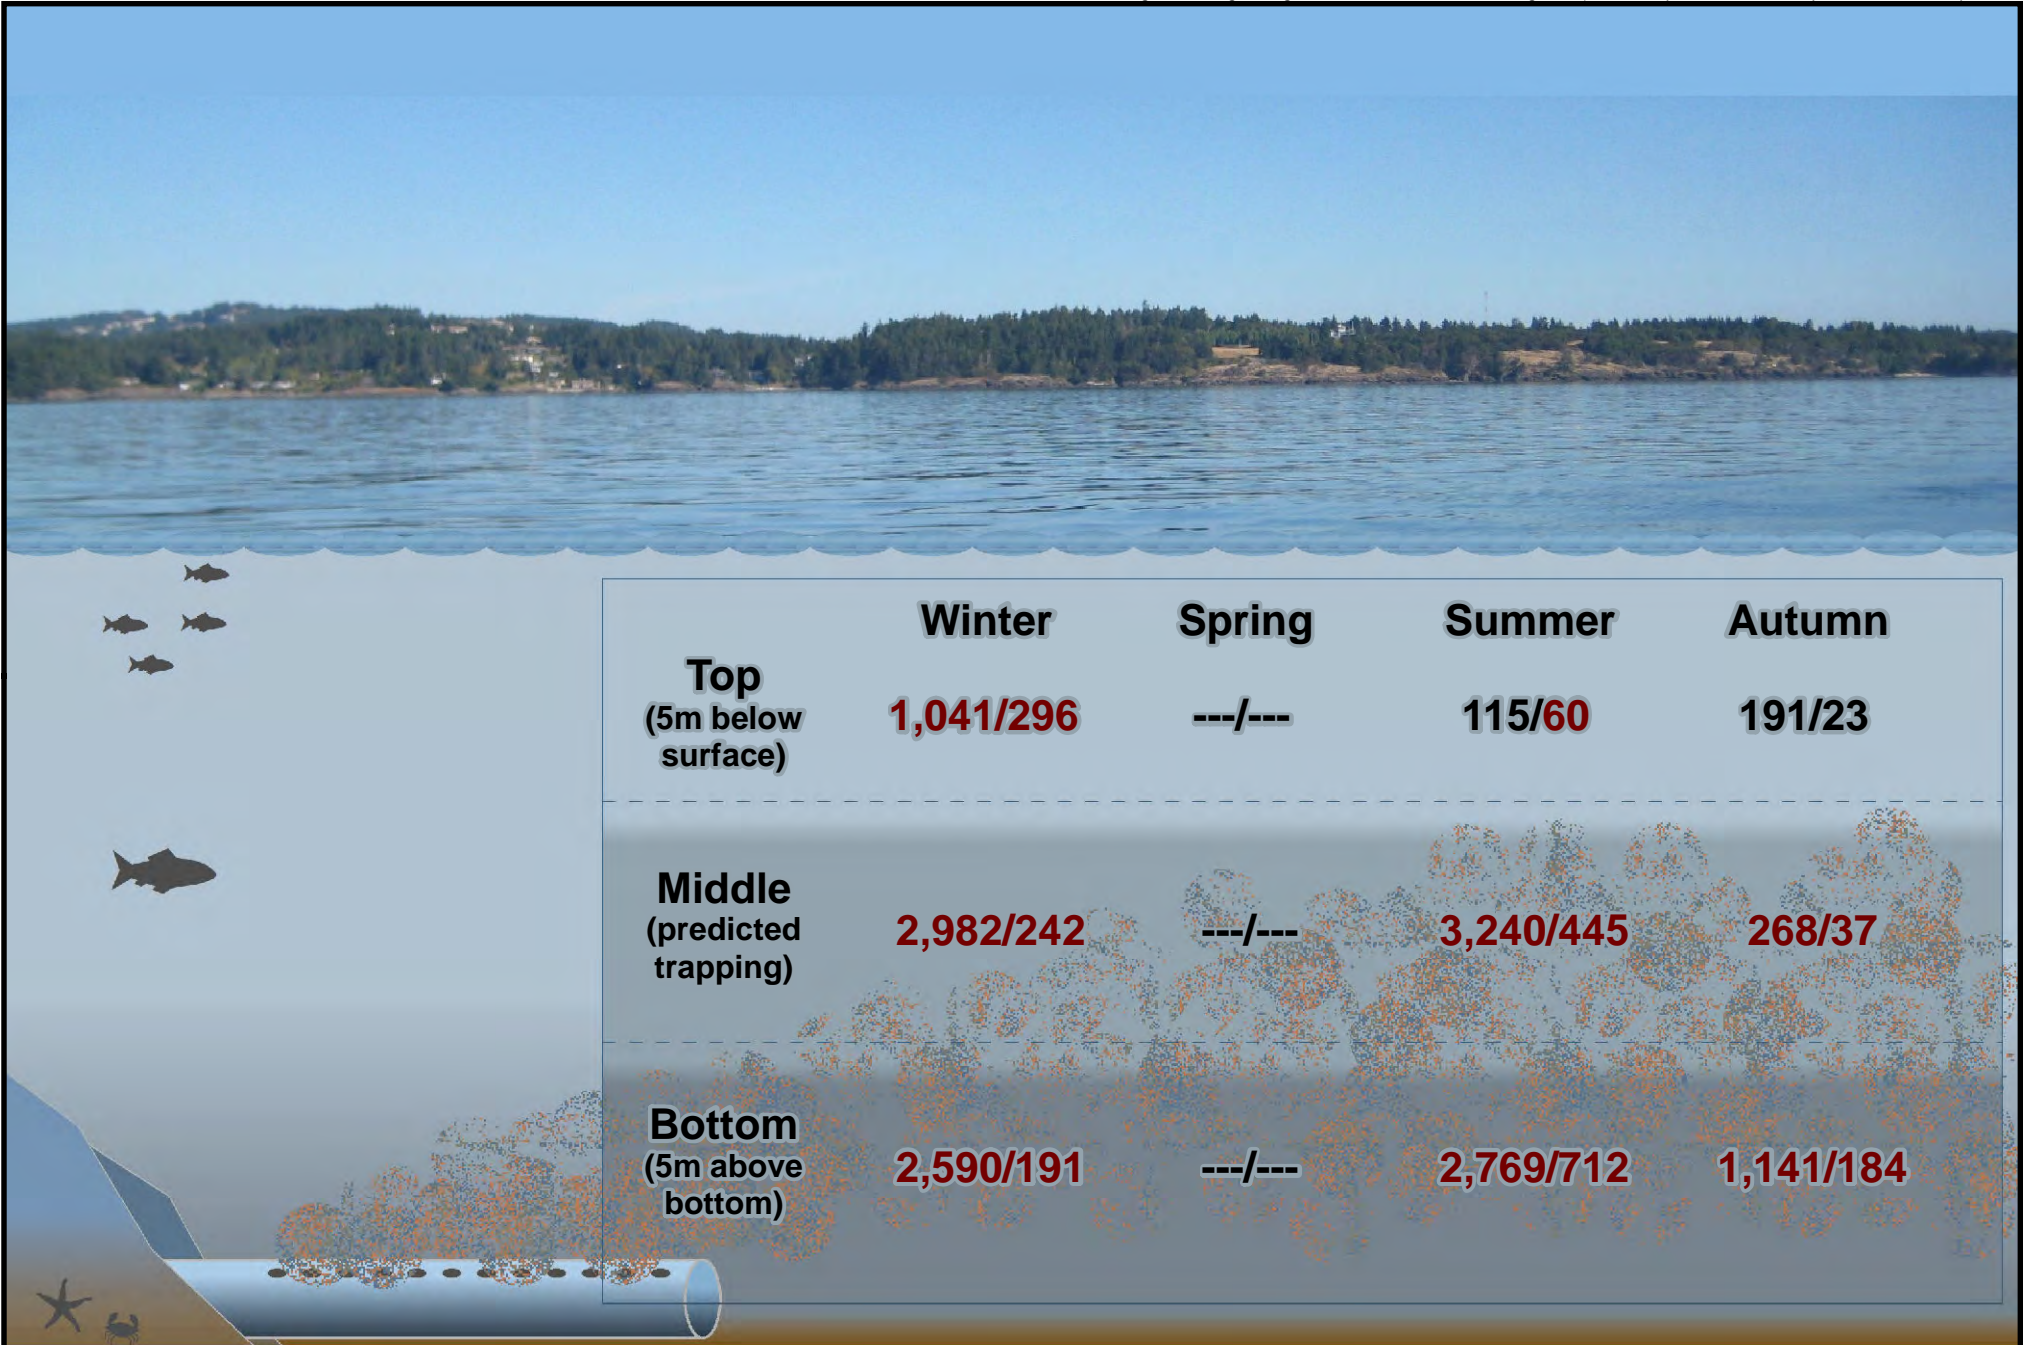 Winter Spring Summer Autumn
Top
(5m below
surface)
1,041/296 ---/--- 115/60 191/23
Middle
(predicted
trapping)
2,982/242 ---/--- 3,240/445 268/37
Bottom
(5m above
bottom)
2,590/191 ---/--- 2,769/712 1,141/184